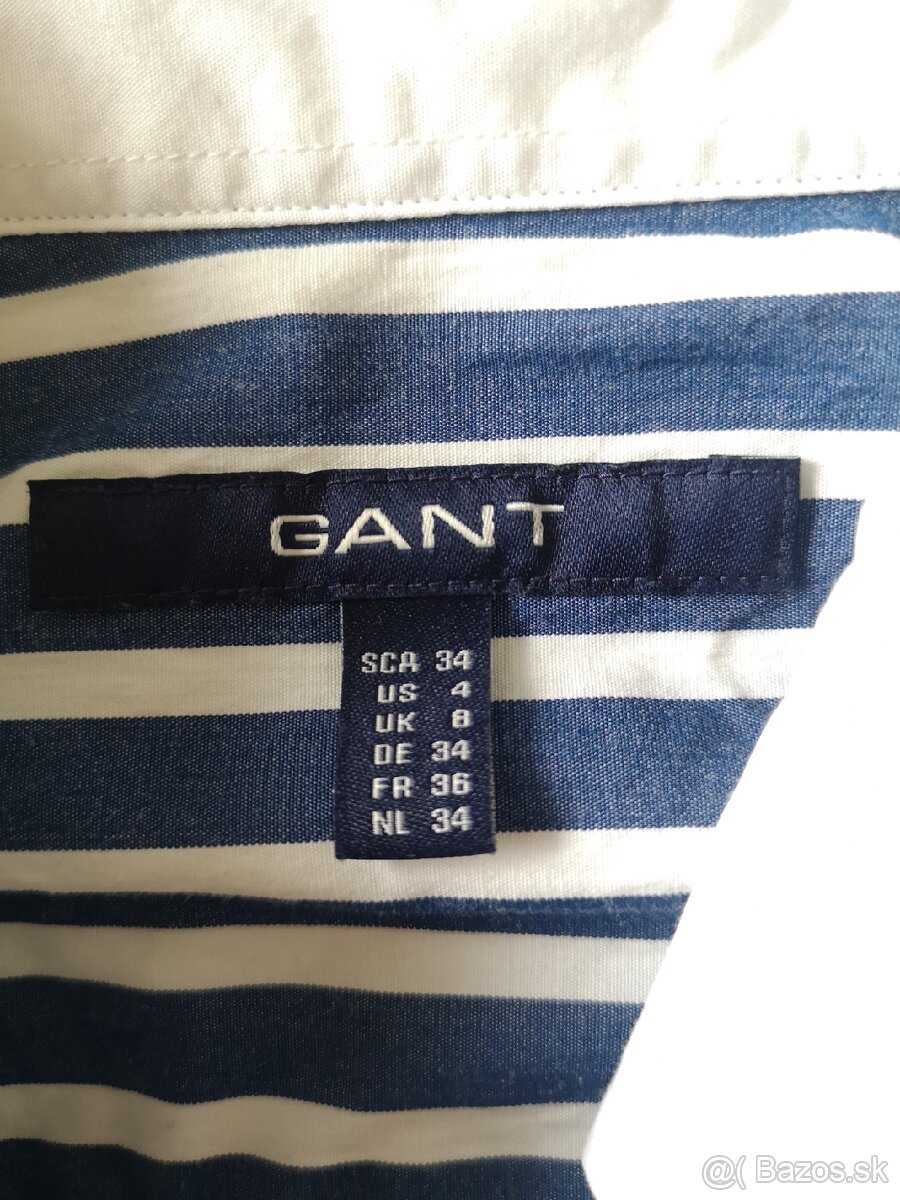 GANT
SCA 34
US 4
UK 8
DE 34
FR 36
NL 34
@( Bazos.sk